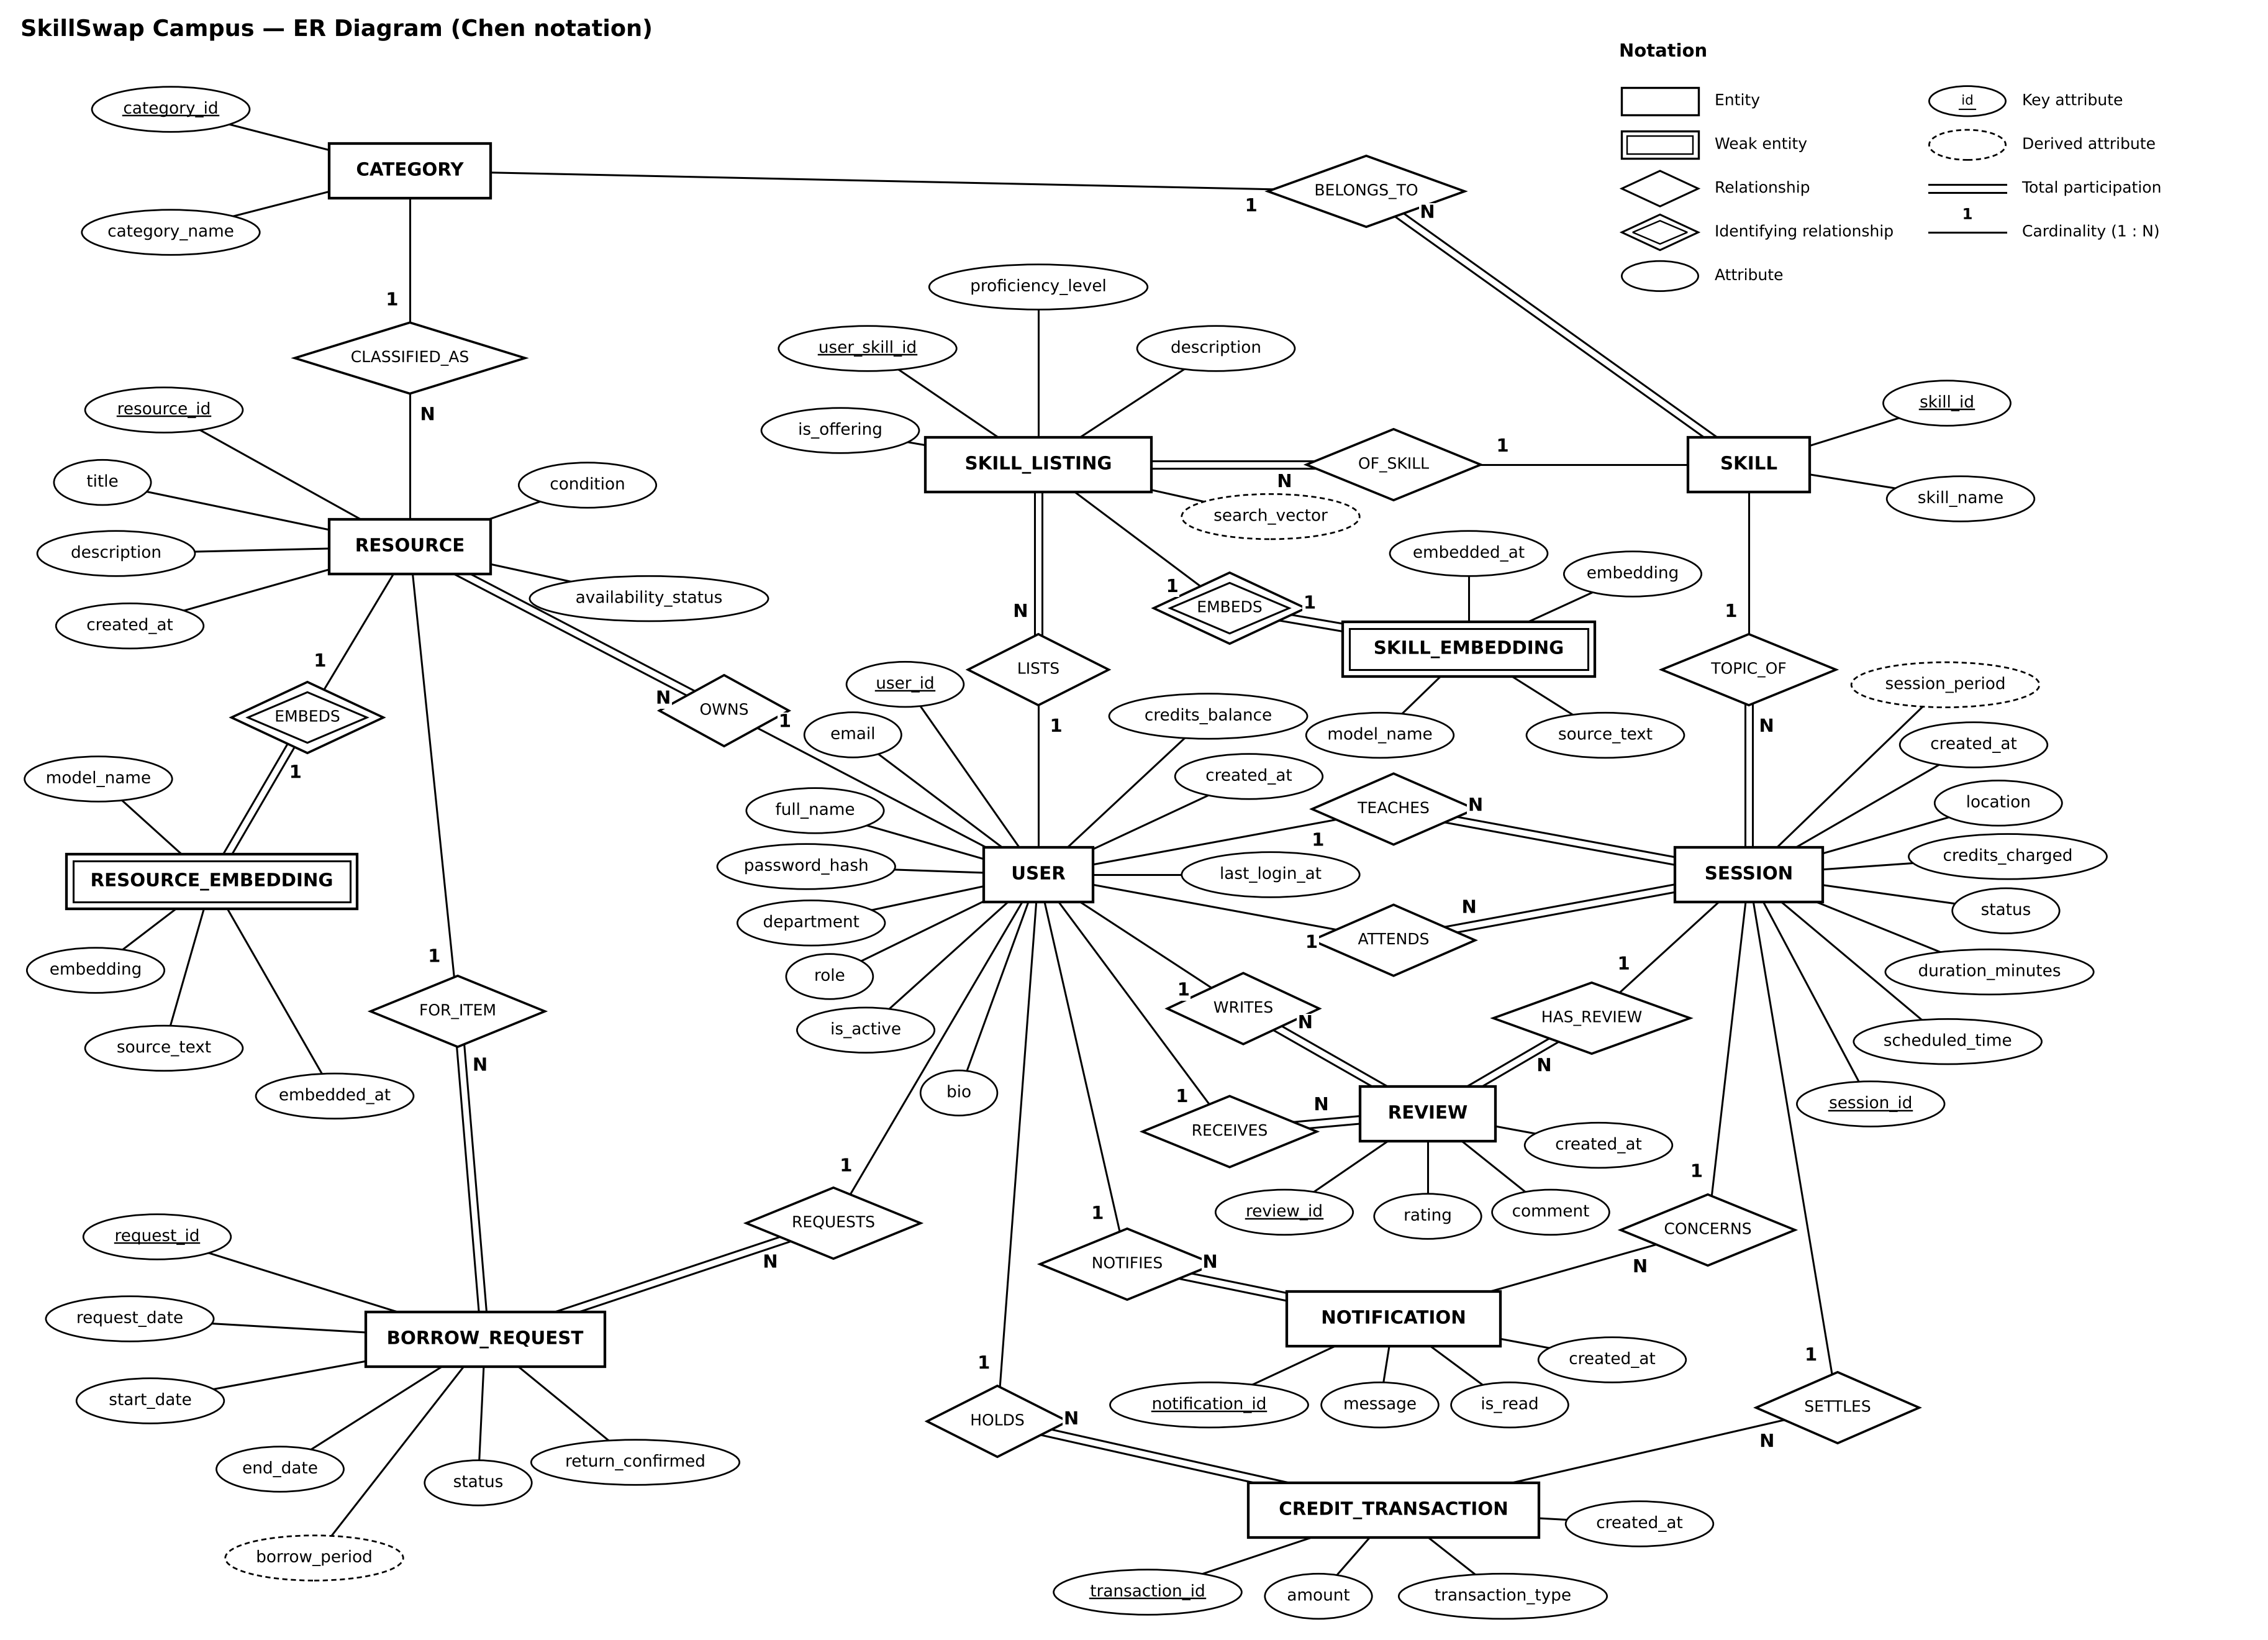 SkillSwap Campus — ER Diagram (Chen notation)
Notation
Entity
id
Key attribute
Weak entity
Derived attribute
Relationship
Total participation
Identifying relationship
1
Cardinality (1 : N)
Attribute
category_id
CATEGORY
category_name
BELONGS_TO
1
N
1
CLASSIFIED_AS
N
proficiency_level
user_skill_id
description
is_offering
SKILL_LISTING
OF_SKILL
1
N
SKILL
skill_id
skill_name
search_vector
resource_id
title
condition
description
RESOURCE
availability_status
created_at
embedded_at
embedding
1
EMBEDS
1
SKILL_EMBEDDING
model_name
source_text
N
LISTS
1
1
TOPIC_OF
N
session_period
1
EMBEDS
1
N
OWNS
1
user_id
email
credits_balance
created_at
full_name
password_hash
department
role
is_active
bio
USER
last_login_at
TEACHES
1
N
ATTENDS
1
N
SESSION
created_at
location
credits_charged
status
duration_minutes
scheduled_time
session_id
model_name
RESOURCE_EMBEDDING
embedding
source_text
embedded_at
1
FOR_ITEM
N
1
WRITES
N
1
HAS_REVIEW
N
1
RECEIVES
N
REVIEW
created_at
review_id
rating
comment
1
REQUESTS
N
1
NOTIFIES
N
1
CONCERNS
N
request_id
request_date
BORROW_REQUEST
start_date
end_date
status
return_confirmed
borrow_period
NOTIFICATION
created_at
notification_id
message
is_read
1
HOLDS
N
1
SETTLES
N
CREDIT_TRANSACTION
created_at
transaction_id
amount
transaction_type